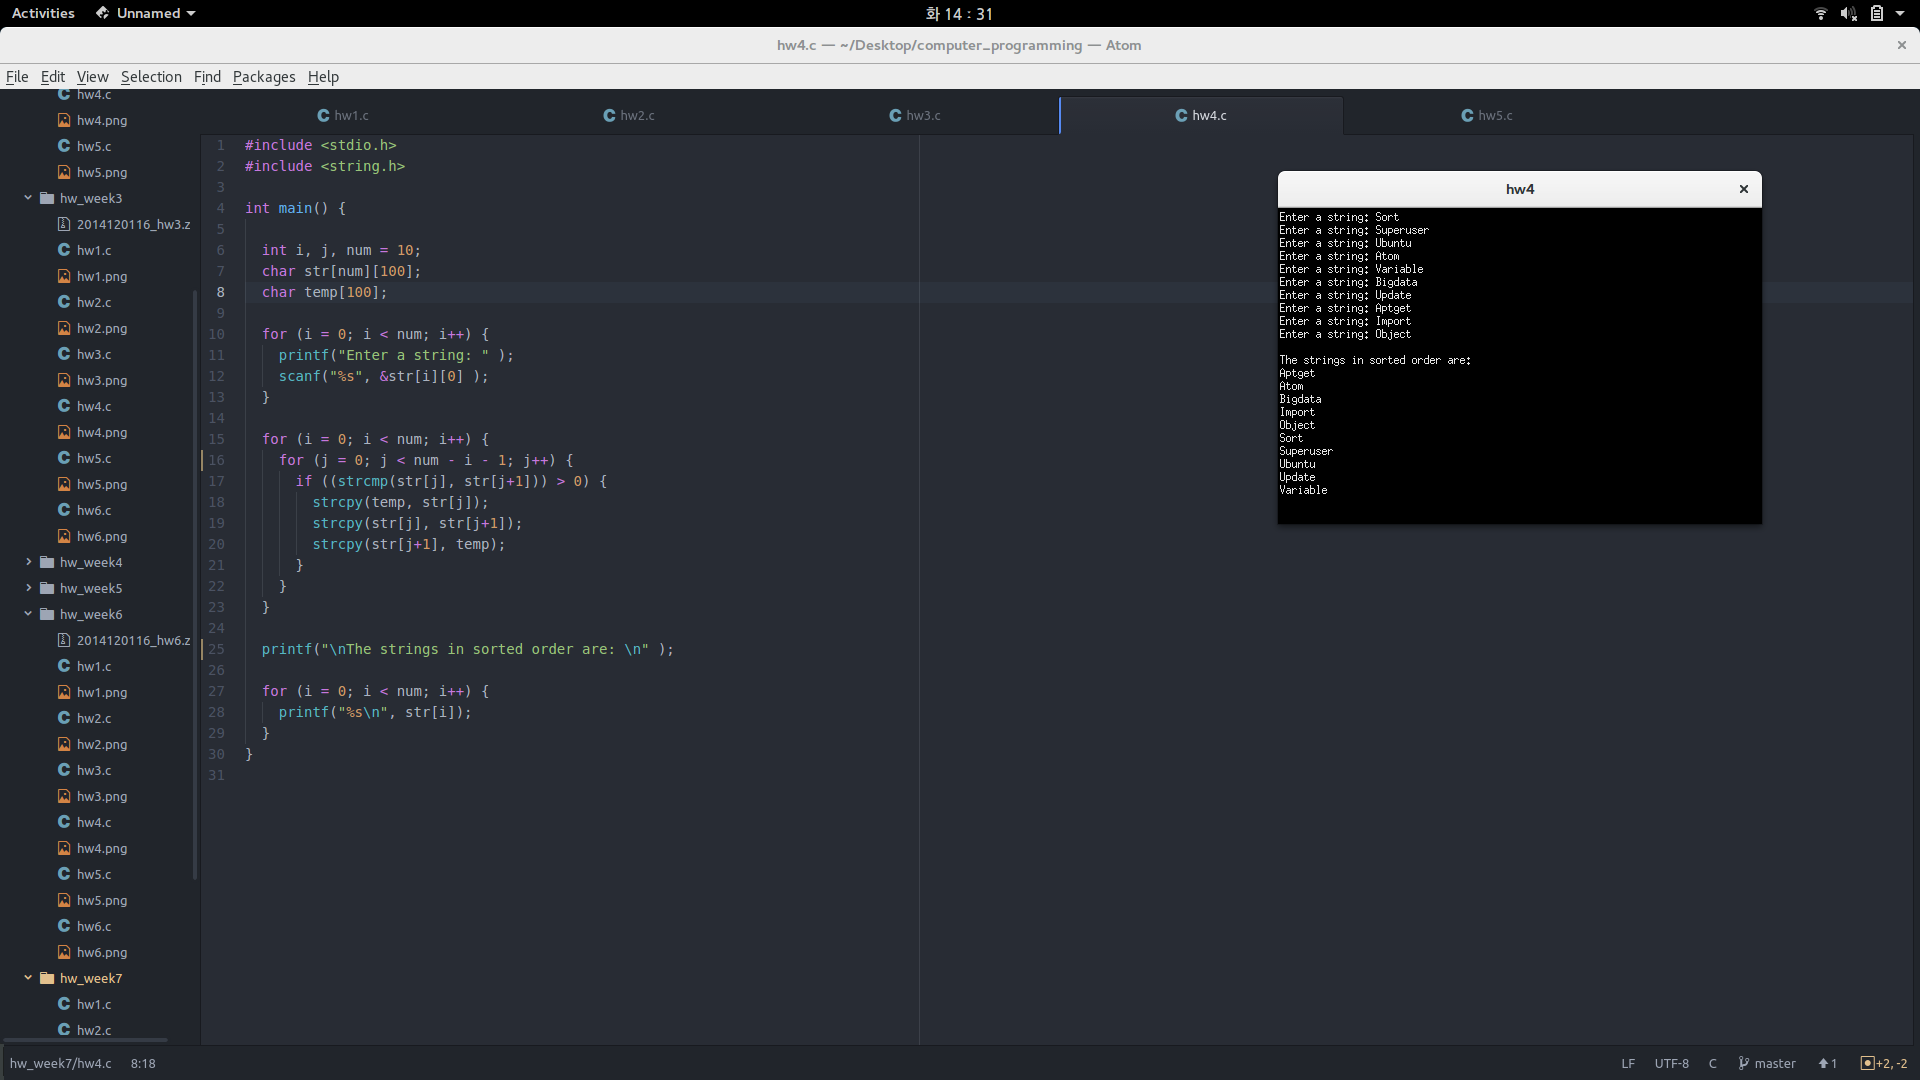 Activities Unnamed 화 14 : 31
hw4.c — ~/Desktop/computer_programming — Atom
File Edit View Selection Find Packages Help
hw4.c
hw4.png
hw5.c
hw5.png
hw_week3
2014120116_hw3.z
hw1.c
hw1.png
hw2.c
hw2.png
hw3.c
hw3.png
hw4.c
hw4.png
hw5.c
hw5.png
hw6.c
hw6.png
hw_week4
hw_week5
hw_week6
2014120116_hw6.z
hw1.c
hw1.png
hw2.c
hw2.png
hw3.c
hw3.png
hw4.c
hw4.png
hw5.c
hw5.png
hw6.c
hw6.png
hw_week7
hw1.c
hw2.c
hw1.c hw2.c hw3.c hw4.c hw5.c
1 #include <stdio.h>
2 #include <string.h>
3
4 int main() {
5
6 int i, j, num = 10;
7 char str[num][100];
8 char temp[100];
9
10 for (i = 0; i < num; i++) {
11 printf("Enter a string: " );
12 scanf("%s", &str[i][0] );
13 }
14
15 for (i = 0; i < num; i++) {
16 for (j = 0; j < num - i - 1; j++) {
17 if ((strcmp(str[j], str[j+1])) > 0) {
18 strcpy(temp, str[j]);
19 strcpy(str[j], str[j+1]);
20 strcpy(str[j+1], temp);
21 }
22 }
23 }
24
25 printf("\nThe strings in sorted order are: \n" );
26
27 for (i = 0; i < num; i++) {
28 printf("%s\n", str[i]);
29 }
30 }
31
hw4
Enter a string: Sort
Enter a string: Superuser
Enter a string: Ubuntu
Enter a string: Atom
Enter a string: Variable
Enter a string: Bigdata
Enter a string: Update
Enter a string: Aptget
Enter a string: Import
Enter a string: Object
The strings in sorted order are:
Aptget
Atom
Bigdata
Import
Object
Sort
Superuser
Ubuntu
Update
Variable
hw_week7/hw4.c 8:18 LF UTF-8 C master 1 +2, -2